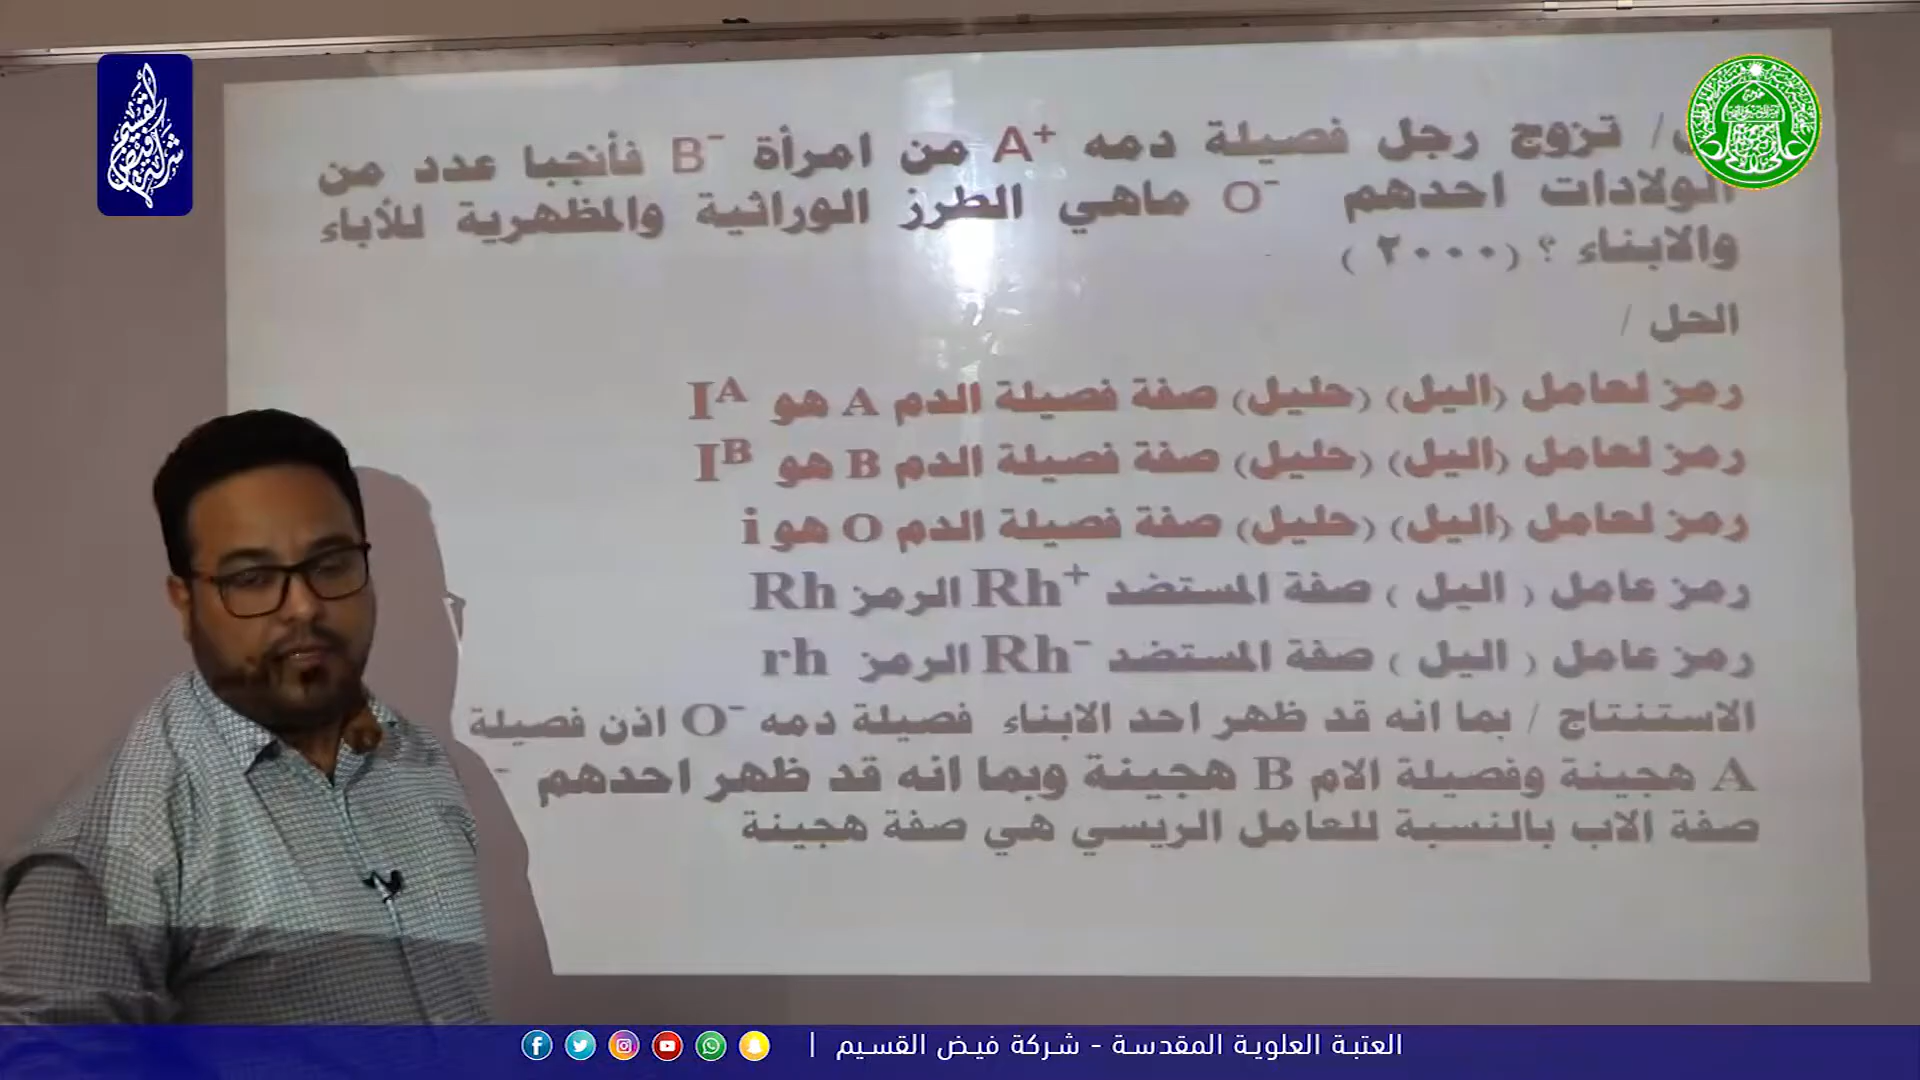 / تزوج رجل فصيلة دمه A⁺ من امرأة B⁻ فأنجبا عدد من
الولادات احدهم O⁻ ماهي الطرز الوراثية والمظهرية للأباء
والابناء ؟ (٢٠٠٠)
الحل /
رمز لعامل (اليل) (حليل) صفة فصيلة الدم A هو Iᴬ
رمز لعامل (اليل) (حليل) صفة فصيلة الدم B هو Iᴮ
رمز لعامل (اليل) (حليل) صفة فصيلة الدم O هو i
رمز عامل ( اليل ) صفة المستضد Rh⁺ الرمز Rh
رمز عامل ( اليل ) صفة المستضد Rh⁻ الرمز rh
الاستنتاج / بما انه قد ظهر احد الابناء فصيلة دمه O⁻ اذن فصيلة
A هجينة وفصيلة الام B هجينة وبما انه قد ظهر احدهم ⁻
صفة الاب بالنسبة للعامل الريسي هي صفة هجينة
شركة فيض القسيم
العتبة العلوية المقدسة - شركة فيض القسيم |